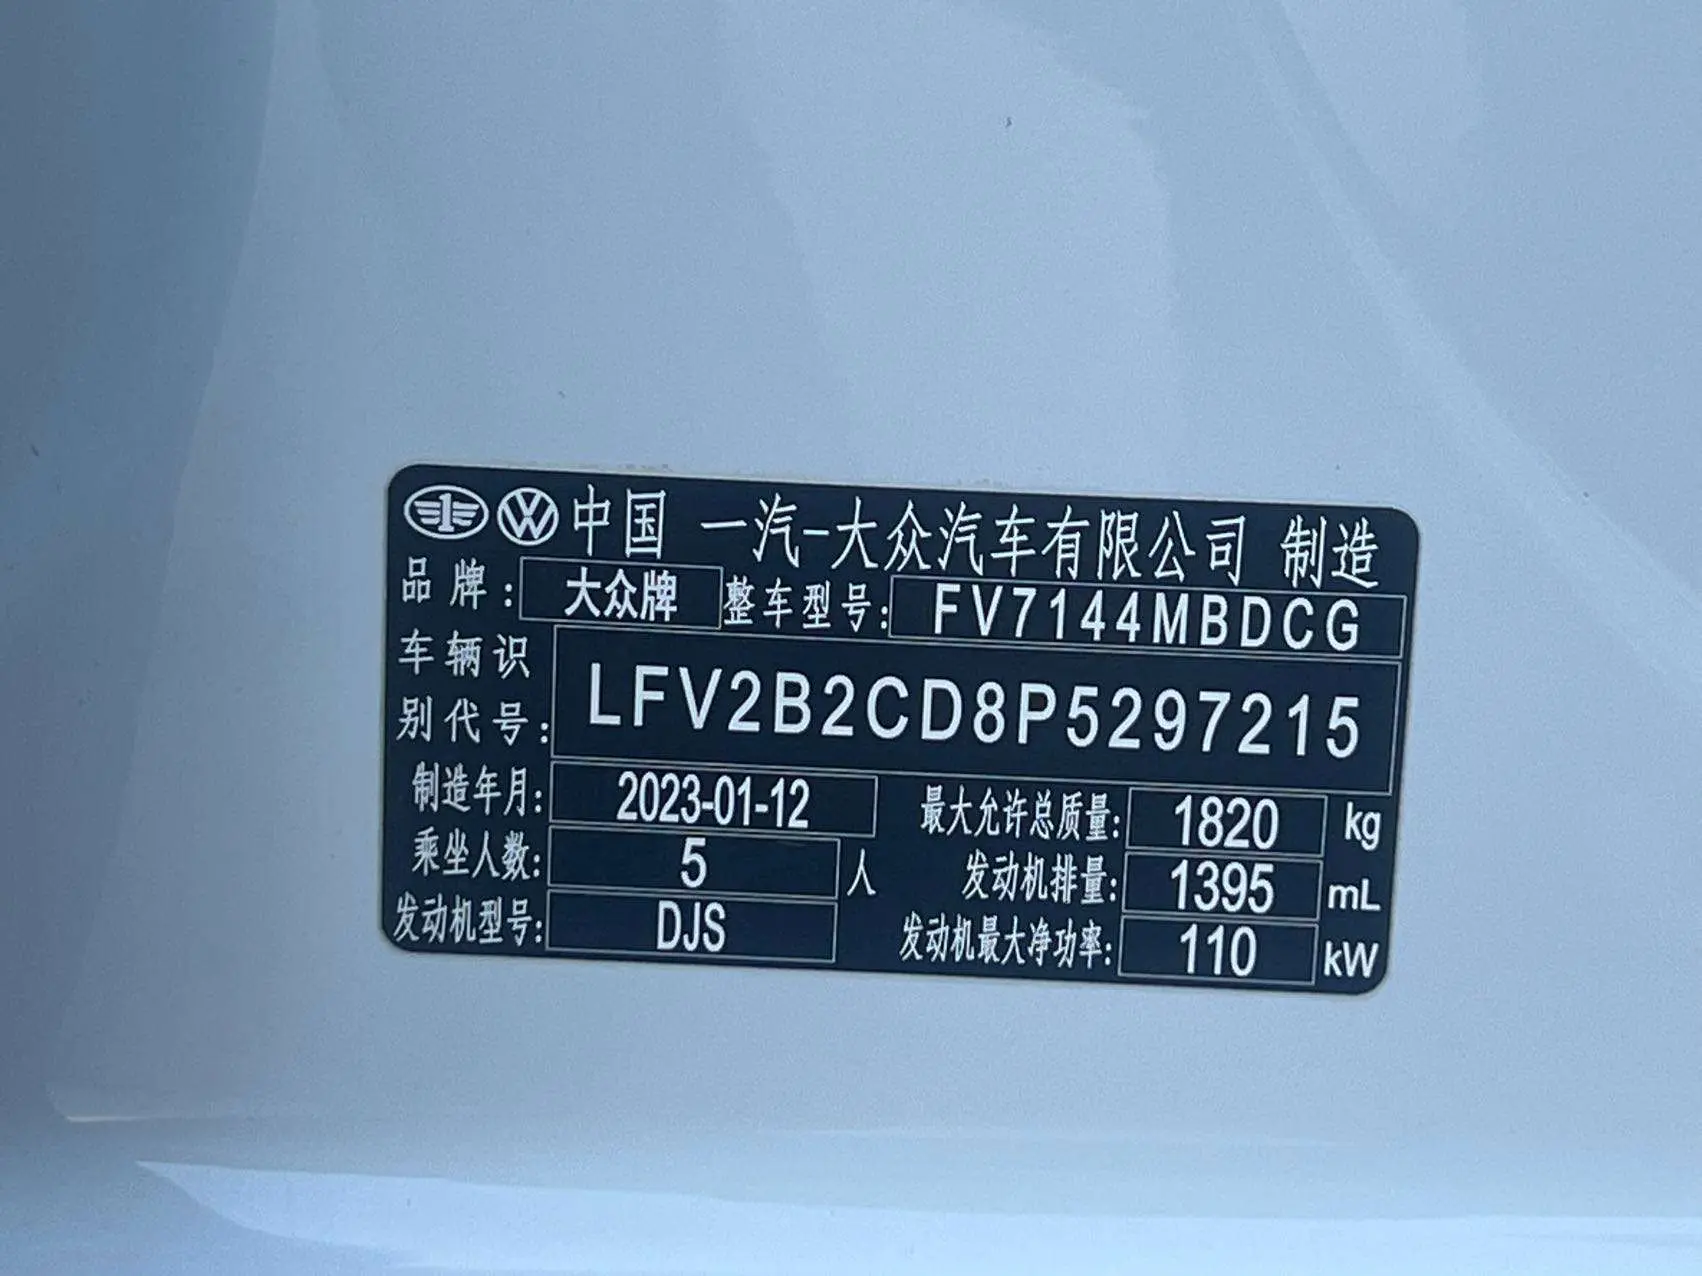 中国 一汽-大众汽车有限公司 制造
品牌: 大众牌 整车型号: FV7144MBDCG
车辆识别代号: LFV2B2CD8P5297215
制造年月: 2023-01-12 最大允许总质量: 1820 kg
乘坐人数: 5 人 发动机排量: 1395 mL
发动机型号: DJS 发动机最大净功率: 110 kW